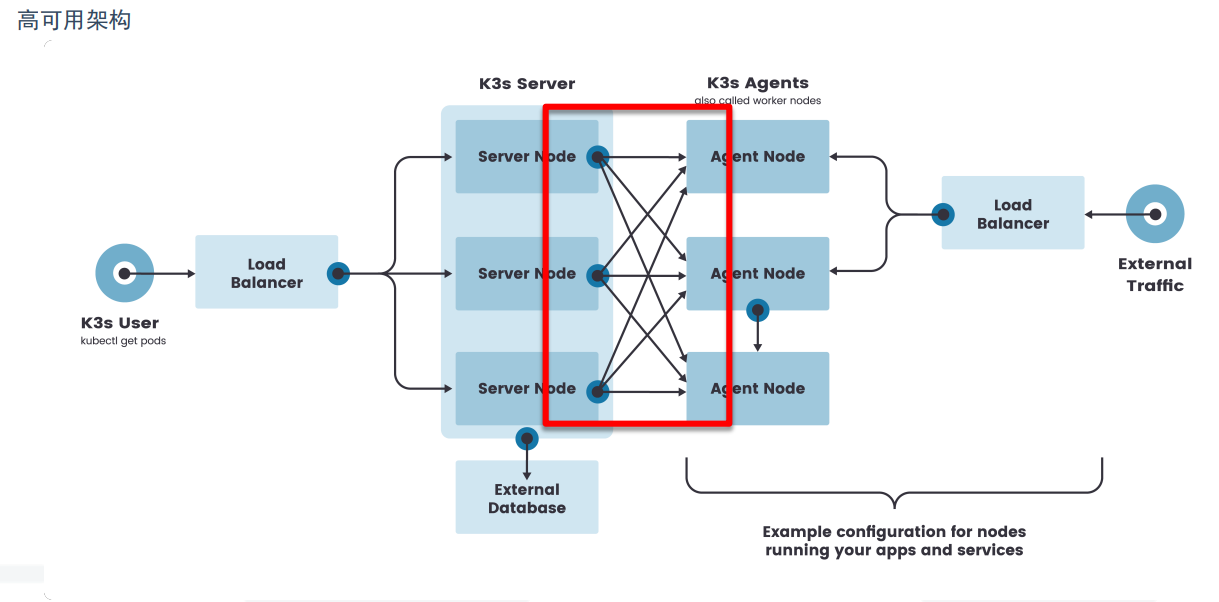 高可用架构
K3s Server
K3s Agents
also called worker nodes
Server Node
Agent Node
Load
Balancer
External
Traffic
Load
Balancer
Server Node
Agent Node
K3s User
kubectl get pods
Server Node
Agent Node
External
Database
Example configuration for nodes
running your apps and services